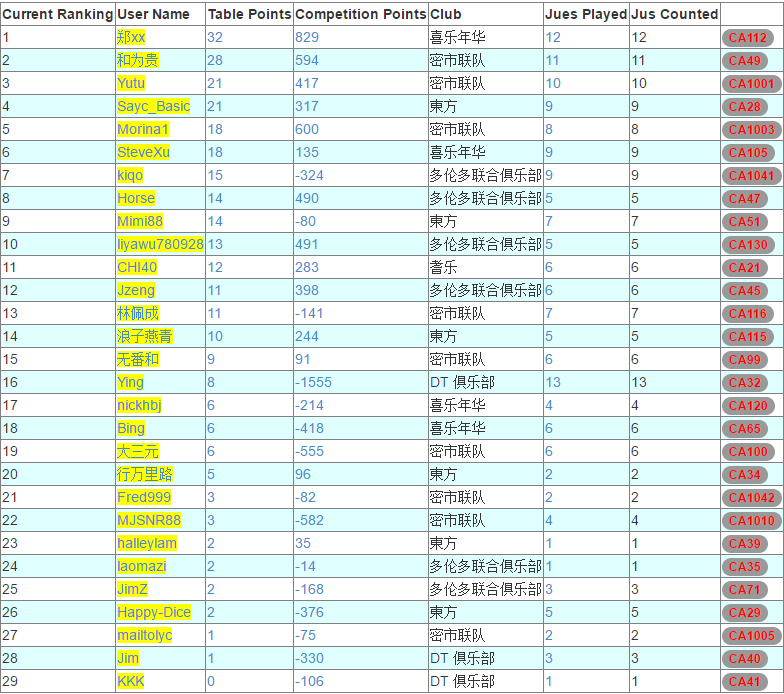 Current Ranking User Name Table Points Competition Points Club Jues Played Jus Counted
1 郑xx 32 829 喜乐年华 12 12 CA112
2 和为贵 28 594 密市联队 11 11 CA49
3 Yutu 21 417 密市联队 10 10 CA1001
4 Sayc_Basic 21 317 東方 9 9 CA28
5 Morina1 18 600 密市联队 8 8 CA1003
6 SteveXu 18 135 喜乐年华 9 9 CA105
7 kiqo 15 -324 多伦多联合俱乐部 9 9 CA1041
8 Horse 14 490 多伦多联合俱乐部 5 5 CA47
9 Mimi88 14 -80 東方 7 7 CA51
10 liyawu780928 13 491 多伦多联合俱乐部 5 5 CA130
11 CHI40 12 283 耆乐 6 6 CA21
12 Jzeng 11 398 多伦多联合俱乐部 6 6 CA45
13 林佩成 11 -141 密市联队 7 7 CA116
14 浪子燕青 10 244 東方 5 5 CA115
15 无番和 9 91 密市联队 6 6 CA99
16 Ying 8 -1555 DT 俱乐部 13 13 CA32
17 nickhbj 6 -214 喜乐年华 4 4 CA120
18 Bing 6 -418 喜乐年华 6 6 CA65
19 大三元 6 -555 密市联队 6 6 CA100
20 行万里路 5 96 東方 2 2 CA34
21 Fred999 3 -82 密市联队 2 2 CA1042
22 MJSNR88 3 -582 密市联队 4 4 CA1010
23 halleylam 2 35 東方 1 1 CA39
24 laomazi 2 -14 多伦多联合俱乐部 1 1 CA35
25 JimZ 2 -168 多伦多联合俱乐部 3 3 CA71
26 Happy-Dice 2 -376 東方 5 5 CA29
27 mailtolyc 1 -75 密市联队 2 2 CA1005
28 Jim 1 -330 DT 俱乐部 3 3 CA40
29 KKK 0 -106 DT 俱乐部 1 1 CA41